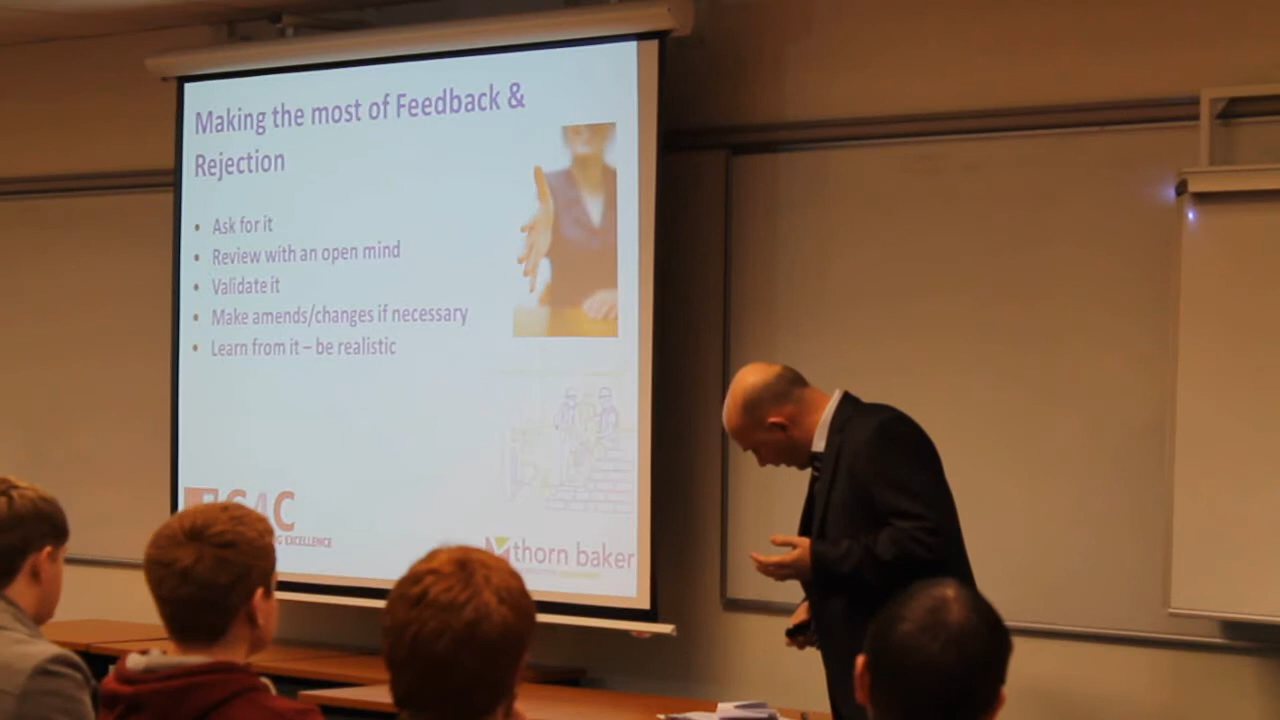 Making the most of Feedback &
Rejection
• Ask for it
• Review with an open mind
• Validate it
• Make amends/changes if necessary
• Learn from it – be realistic
C
EXCELLENCE
thorn baker